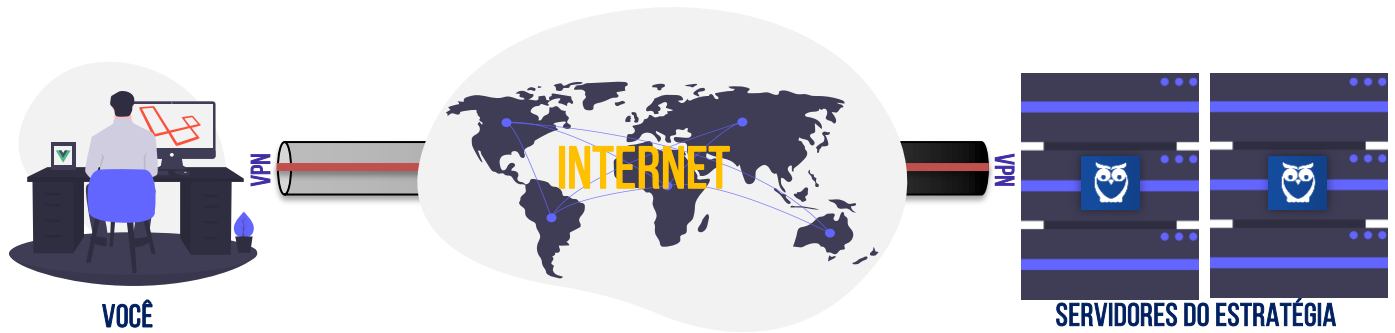 VPN
INTERNET
VPN
VOCÊ
SERVIDORES DO ESTRATÉGIA